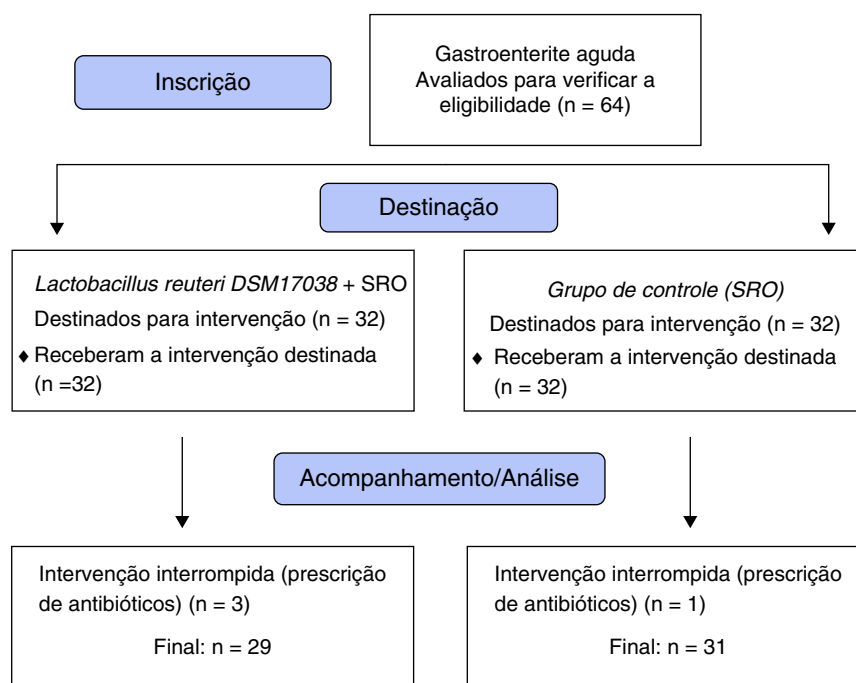 Inscrição
Gastroenterite aguda
Avaliados para verificar a
eligibilidade (n = 64)
Destinação
Lactobacillus reuteri DSM17038 + SRO
Destinados para intervenção (n = 32)
♦ Receberam a intervenção destinada
(n =32)
Grupo de controle (SRO)
Destinados para intervenção (n = 32)
♦ Receberam a intervenção destinada
(n = 32)
Acompanhamento/Análise
Intervenção interrompida (prescrição
de antibióticos) (n = 3)
Final: n = 29
Intervenção interrompida (prescrição
de antibióticos) (n = 1)
Final: n = 31